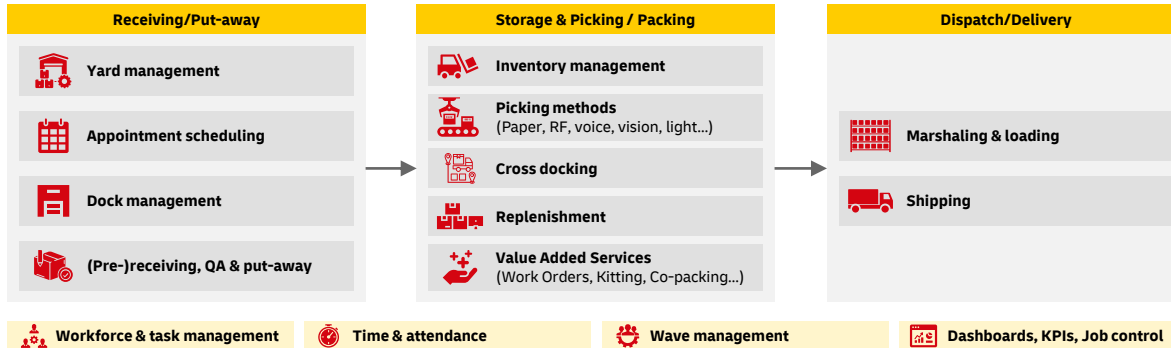 Receiving/Put-away
Yard management
Appointment scheduling
Dock management
(Pre-)receiving, QA & put-away
Storage & Picking / Packing
Inventory management
Picking methods
(Paper, RF, voice, vision, light...)
Cross docking
Replenishment
Value Added Services
(Work Orders, Kitting, Co-packing...)
Dispatch/Delivery
Marshaling & loading
Shipping
Workforce & task management
Time & attendance
Wave management
Dashboards, KPIs, Job control